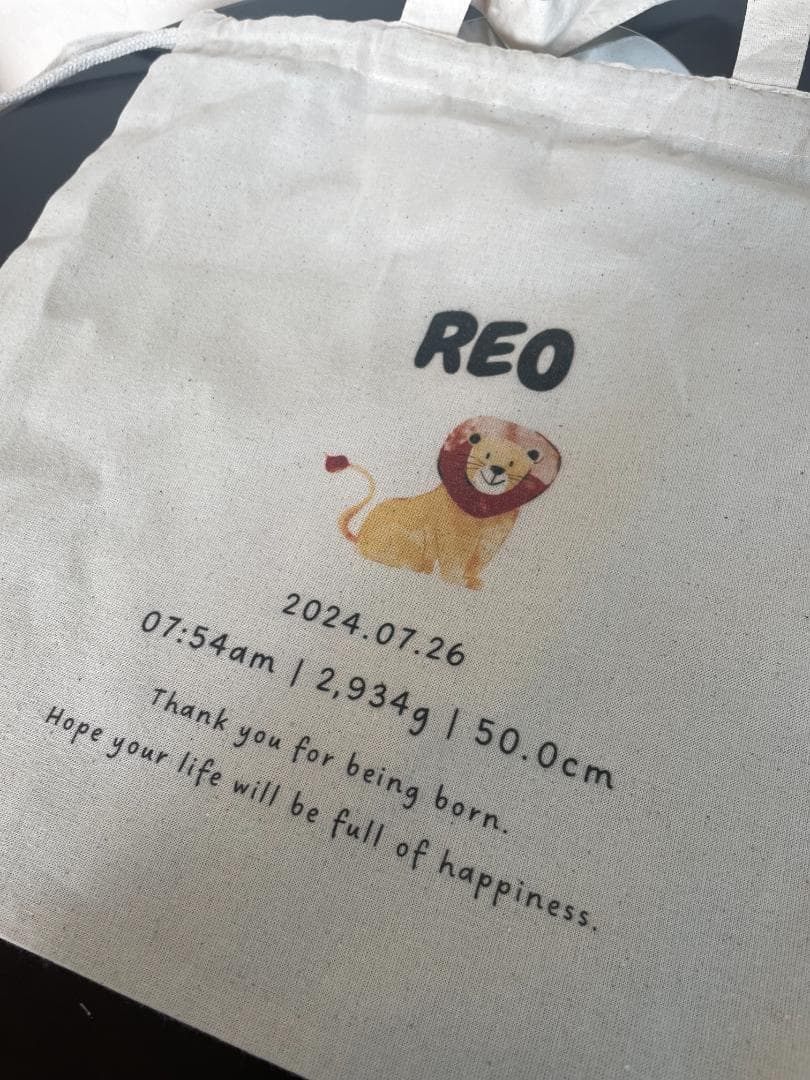 REO
2024.07.26
07:54am | 2,934g | 50.0cm
Thank you for being born.
Hope your life will be full of happiness.